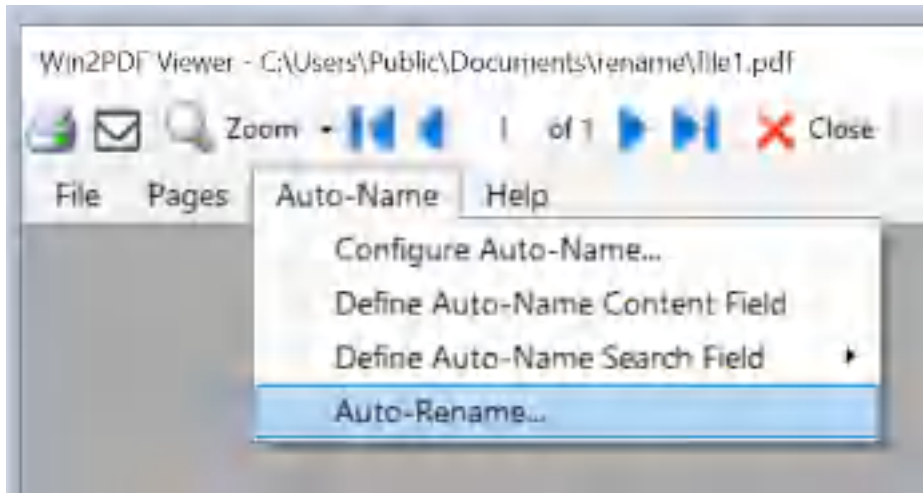 Win2PDF Viewer - C:\Users\Public\Documents\rename\file1.pdf
Zoom 1 of 1 Close
File Pages Auto-Name Help
Configure Auto-Name...
Define Auto-Name Content Field
Define Auto-Name Search Field
Auto-Rename...